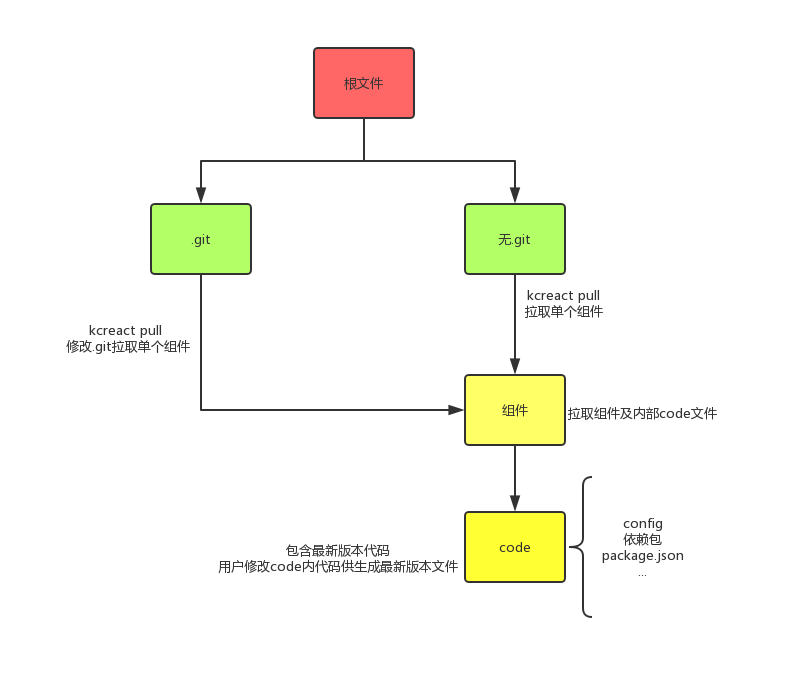 根文件
.git
无.git
kcreact pull
拉取单个组件
kcreact pull
修改.git拉取单个组件
组件
拉取组件及内部code文件
code
包含最新版本代码
用户修改code内代码供生成最新版本文件
config
依赖包
package.json
...